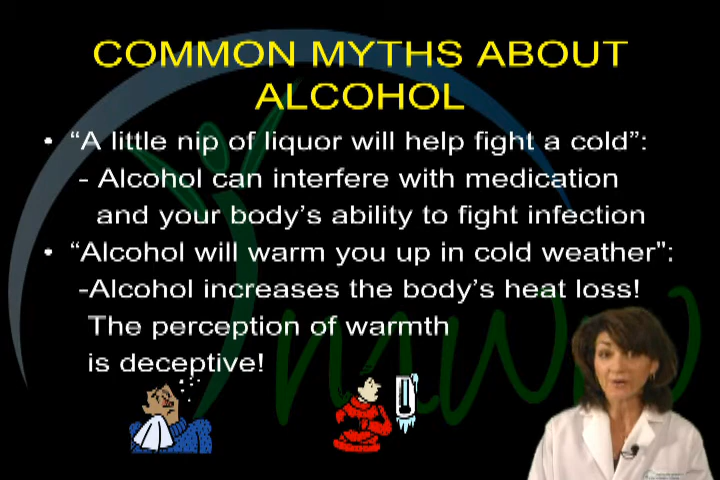 COMMON MYTHS ABOUT
ALCOHOL
• “A little nip of liquor will help fight a cold”:
- Alcohol can interfere with medication
and your body’s ability to fight infection
• “Alcohol will warm you up in cold weather":
-Alcohol increases the body’s heat loss!
The perception of warmth
is deceptive!
mwv